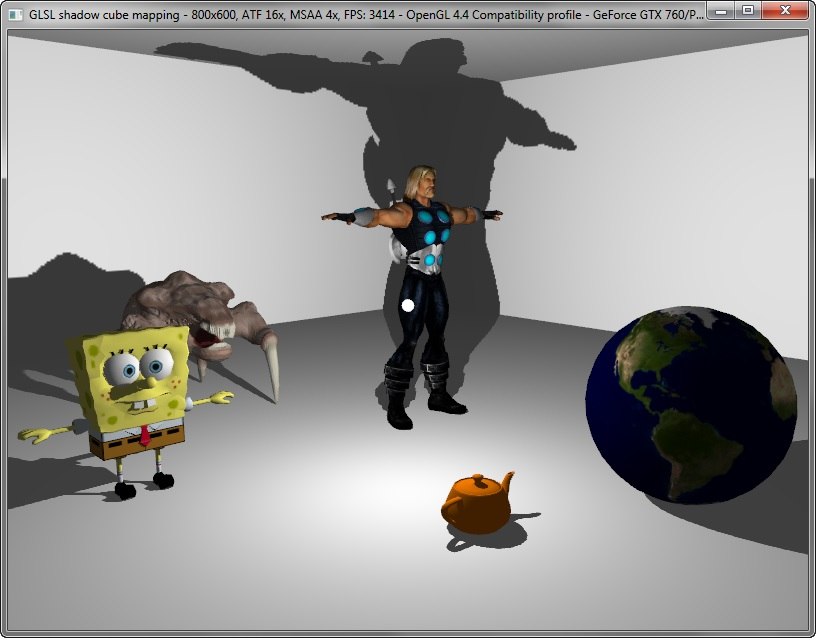 GLSL shadow cube mapping - 800x600, ATF 16x, MSAA 4x, FPS: 3414 - OpenGL 4.4 Compatibility profile - GeForce GTX 760/P...